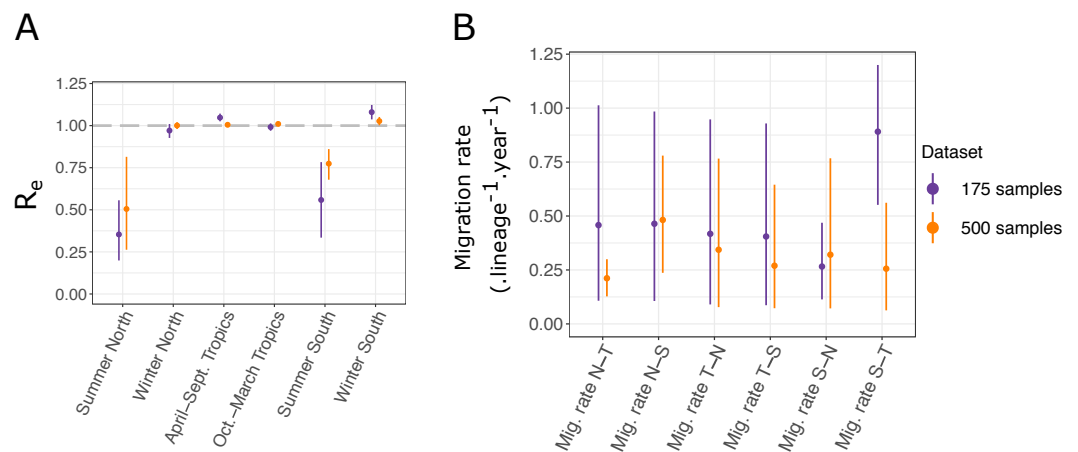 A
R_e
1.25
1.00
0.75
0.50
0.25
0.00
Summer North
Winter North
April–Sept. Tropics
Oct.–March Tropics
Summer South
Winter South
B
Migration rate
(.lineage⁻¹.year⁻¹)
1.25
1.00
0.75
0.50
0.25
0.00
Mig. rate N–T
Mig. rate N–S
Mig. rate T–N
Mig. rate T–S
Mig. rate S–N
Mig. rate S–T
Dataset
175 samples
500 samples